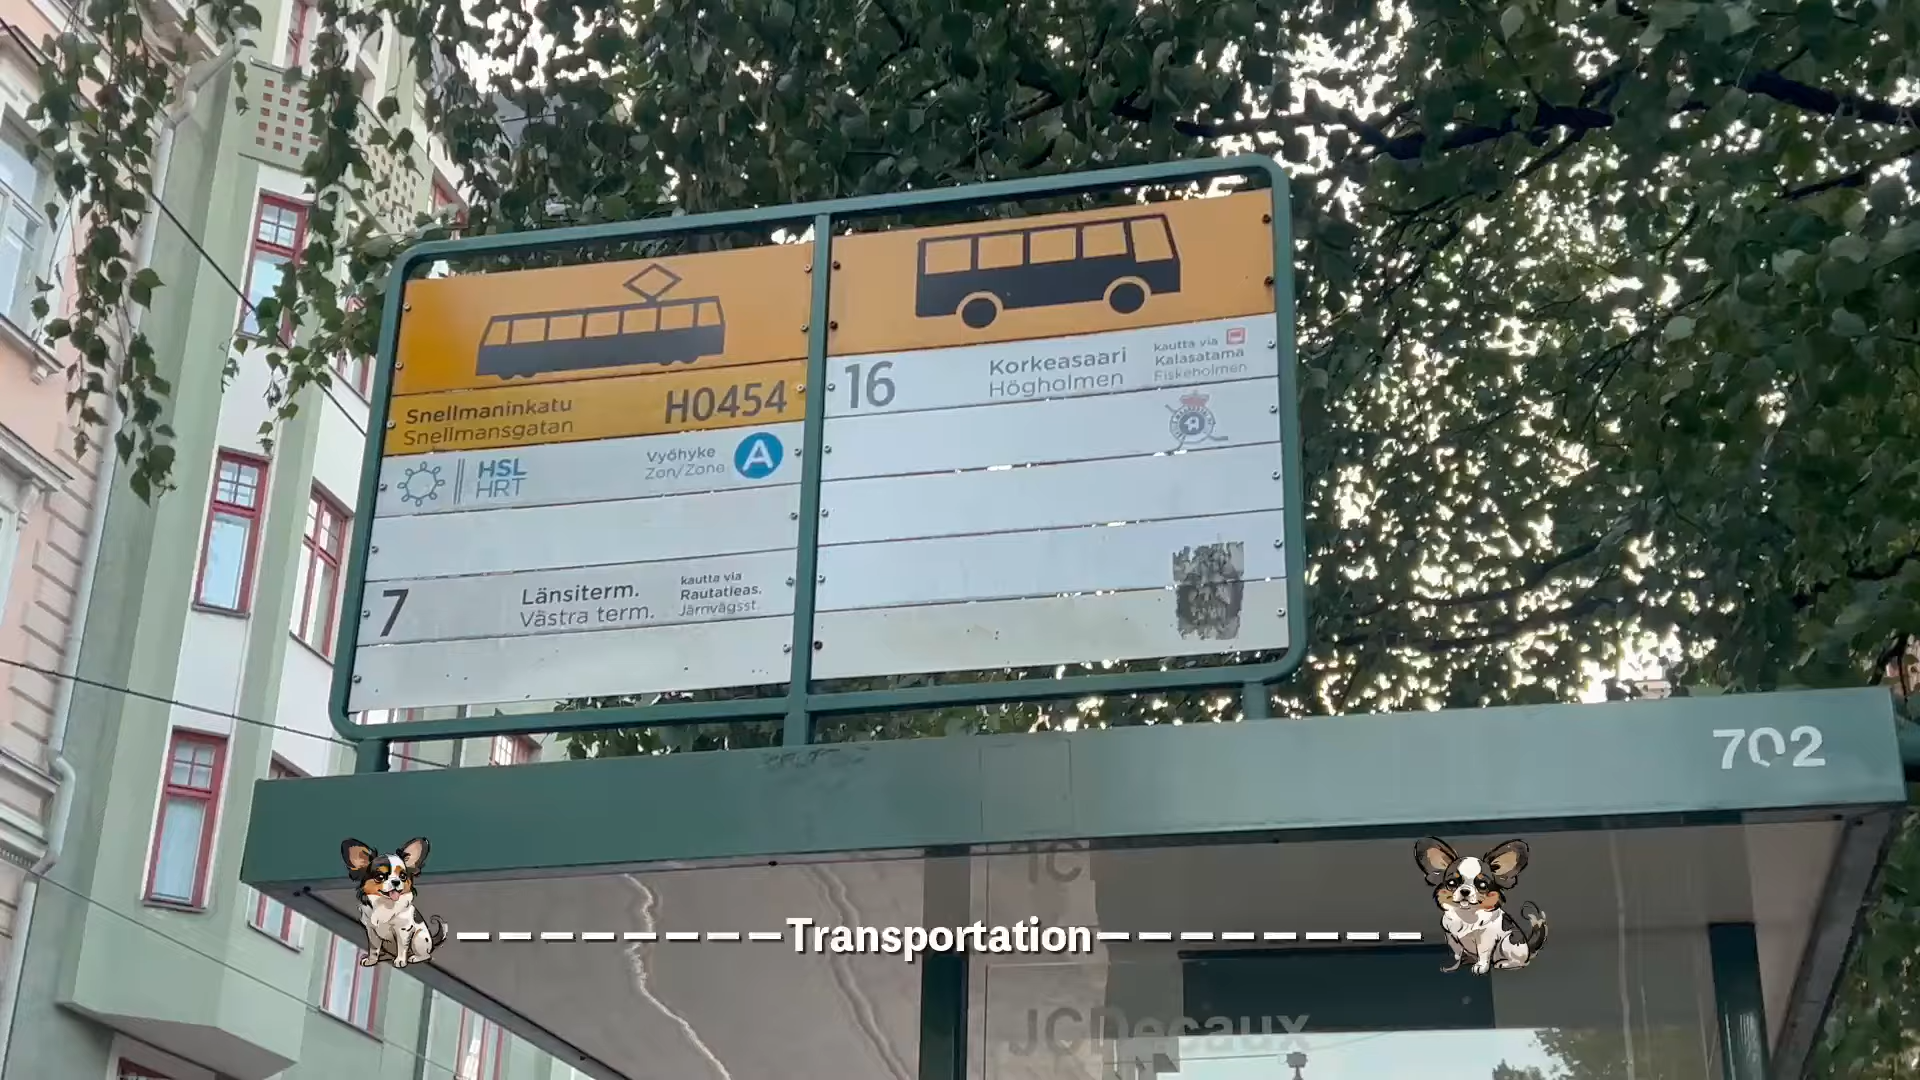 Snellmaninkatu
Snellmansgatan
H0454
HSL
HRT
Vyöhyke
Zon/Zone
A
7
Länsiterm.
Västra term.
kautta via
Rautatieas.
Järnvägsst.
16
Korkeasaari
Högholmen
kautta via
Kalasatama
Fiskehamnen
702
Transportation
JC
JCDecaux